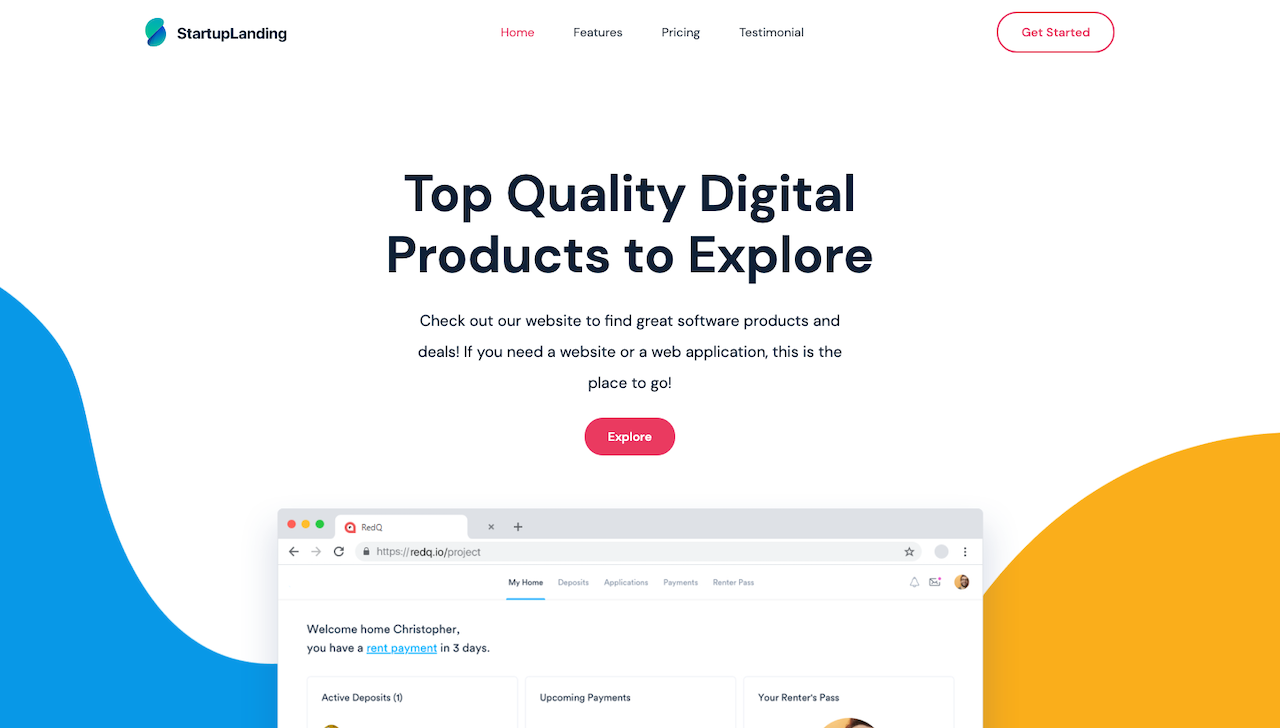 StartupLanding
Home Features Pricing Testimonial
Get Started
Top Quality Digital
Products to Explore
Check out our website to find great software products and
deals! If you need a website or a web application, this is the
place to go!
Explore
RedQ
https://redq.io/project
My Home Deposits Applications Payments Renter Pass
Welcome home Christopher,
you have a rent payment in 3 days.
Active Deposits (1)
Upcoming Payments
Your Renter's Pass